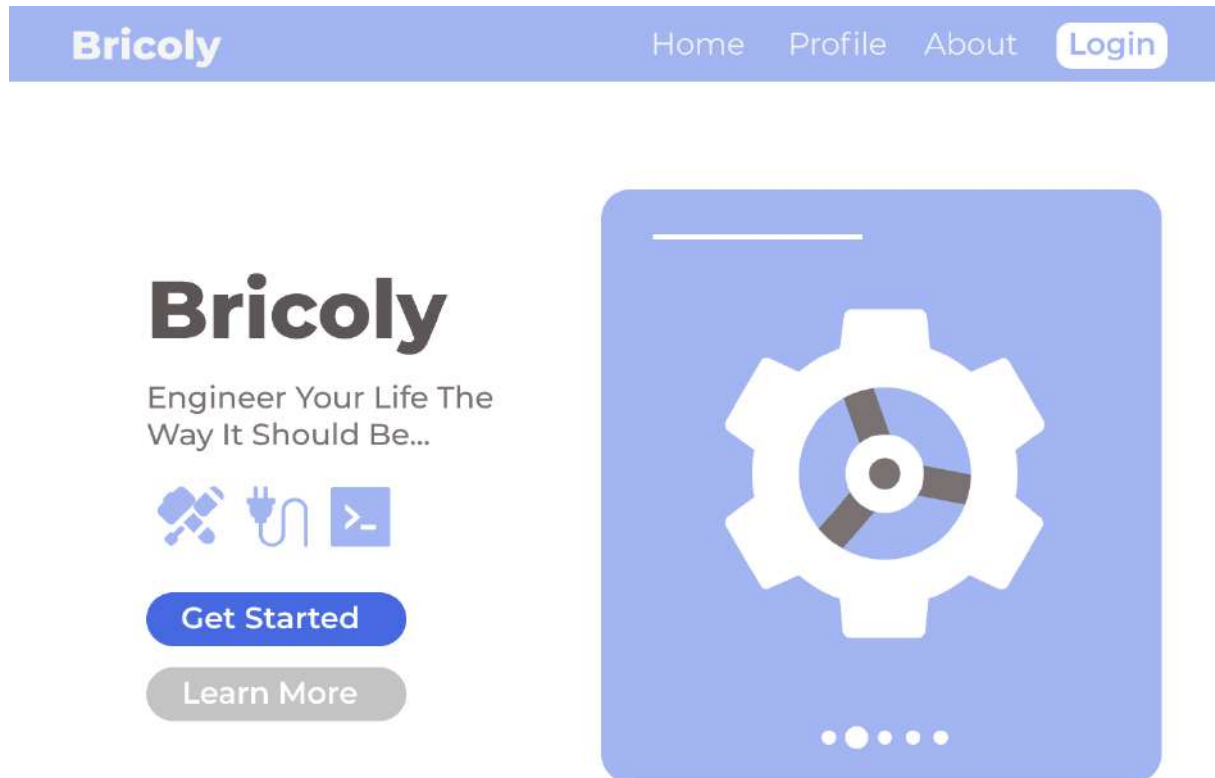 Bricoly
Home Profile About Login
Bricoly
Engineer Your Life The
Way It Should Be...
>_
Get Started
Learn More